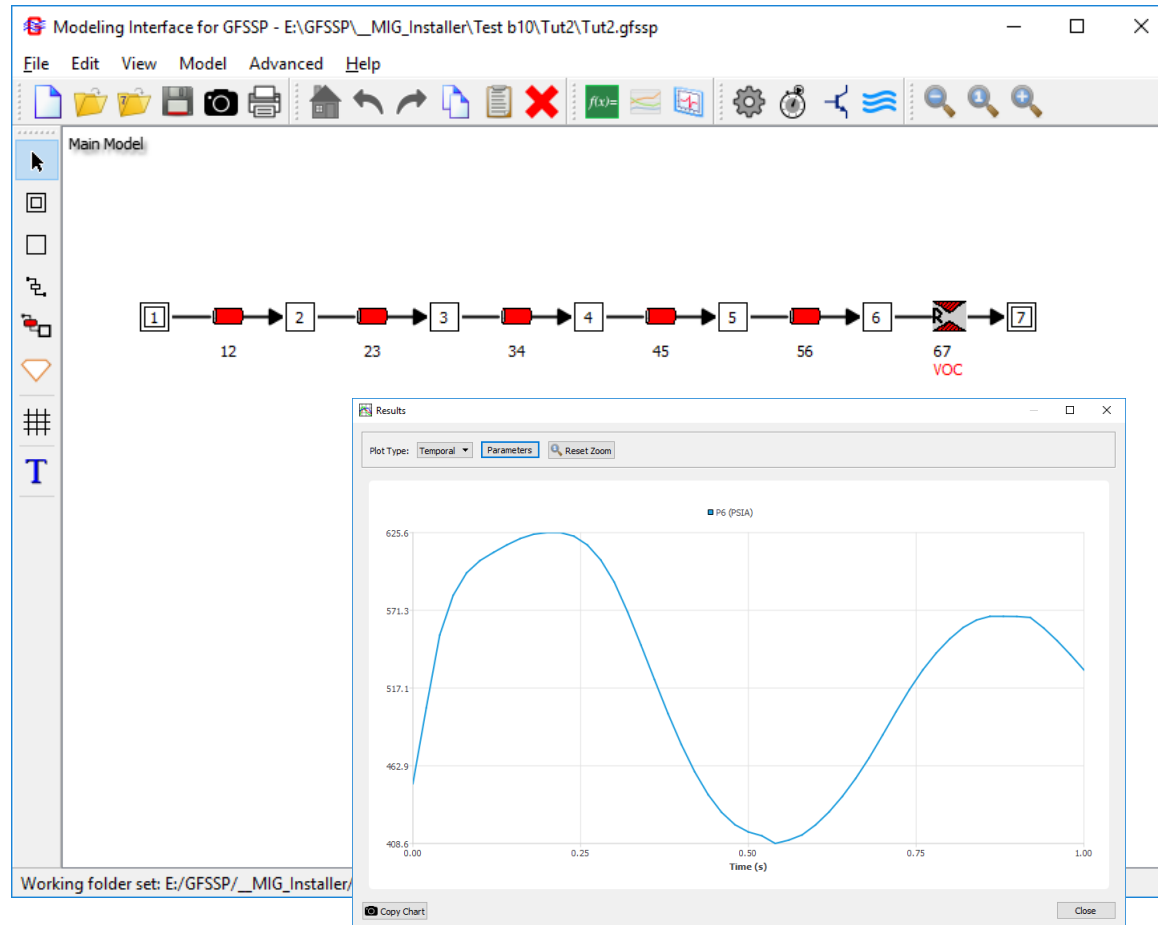 Modeling Interface for GFSSP - E:\GFSSP\__MIG_Installer\Test b10\Tut2\Tut2.gfssp
File Edit View Model Advanced Help
7
f(x)=
1
Main Model
T
1 2 3 4 5 6 R 7
12 23 34 45 56 67
VOC
Results
Plot Type: Temporal Parameters Reset Zoom
P6 (PSIA)
625.6
571.3
517.1
462.9
408.6
0.00 0.25 0.50 0.75 1.00
Time (s)
Copy Chart Close
Working folder set: E:/GFSSP/__MIG_Installer/